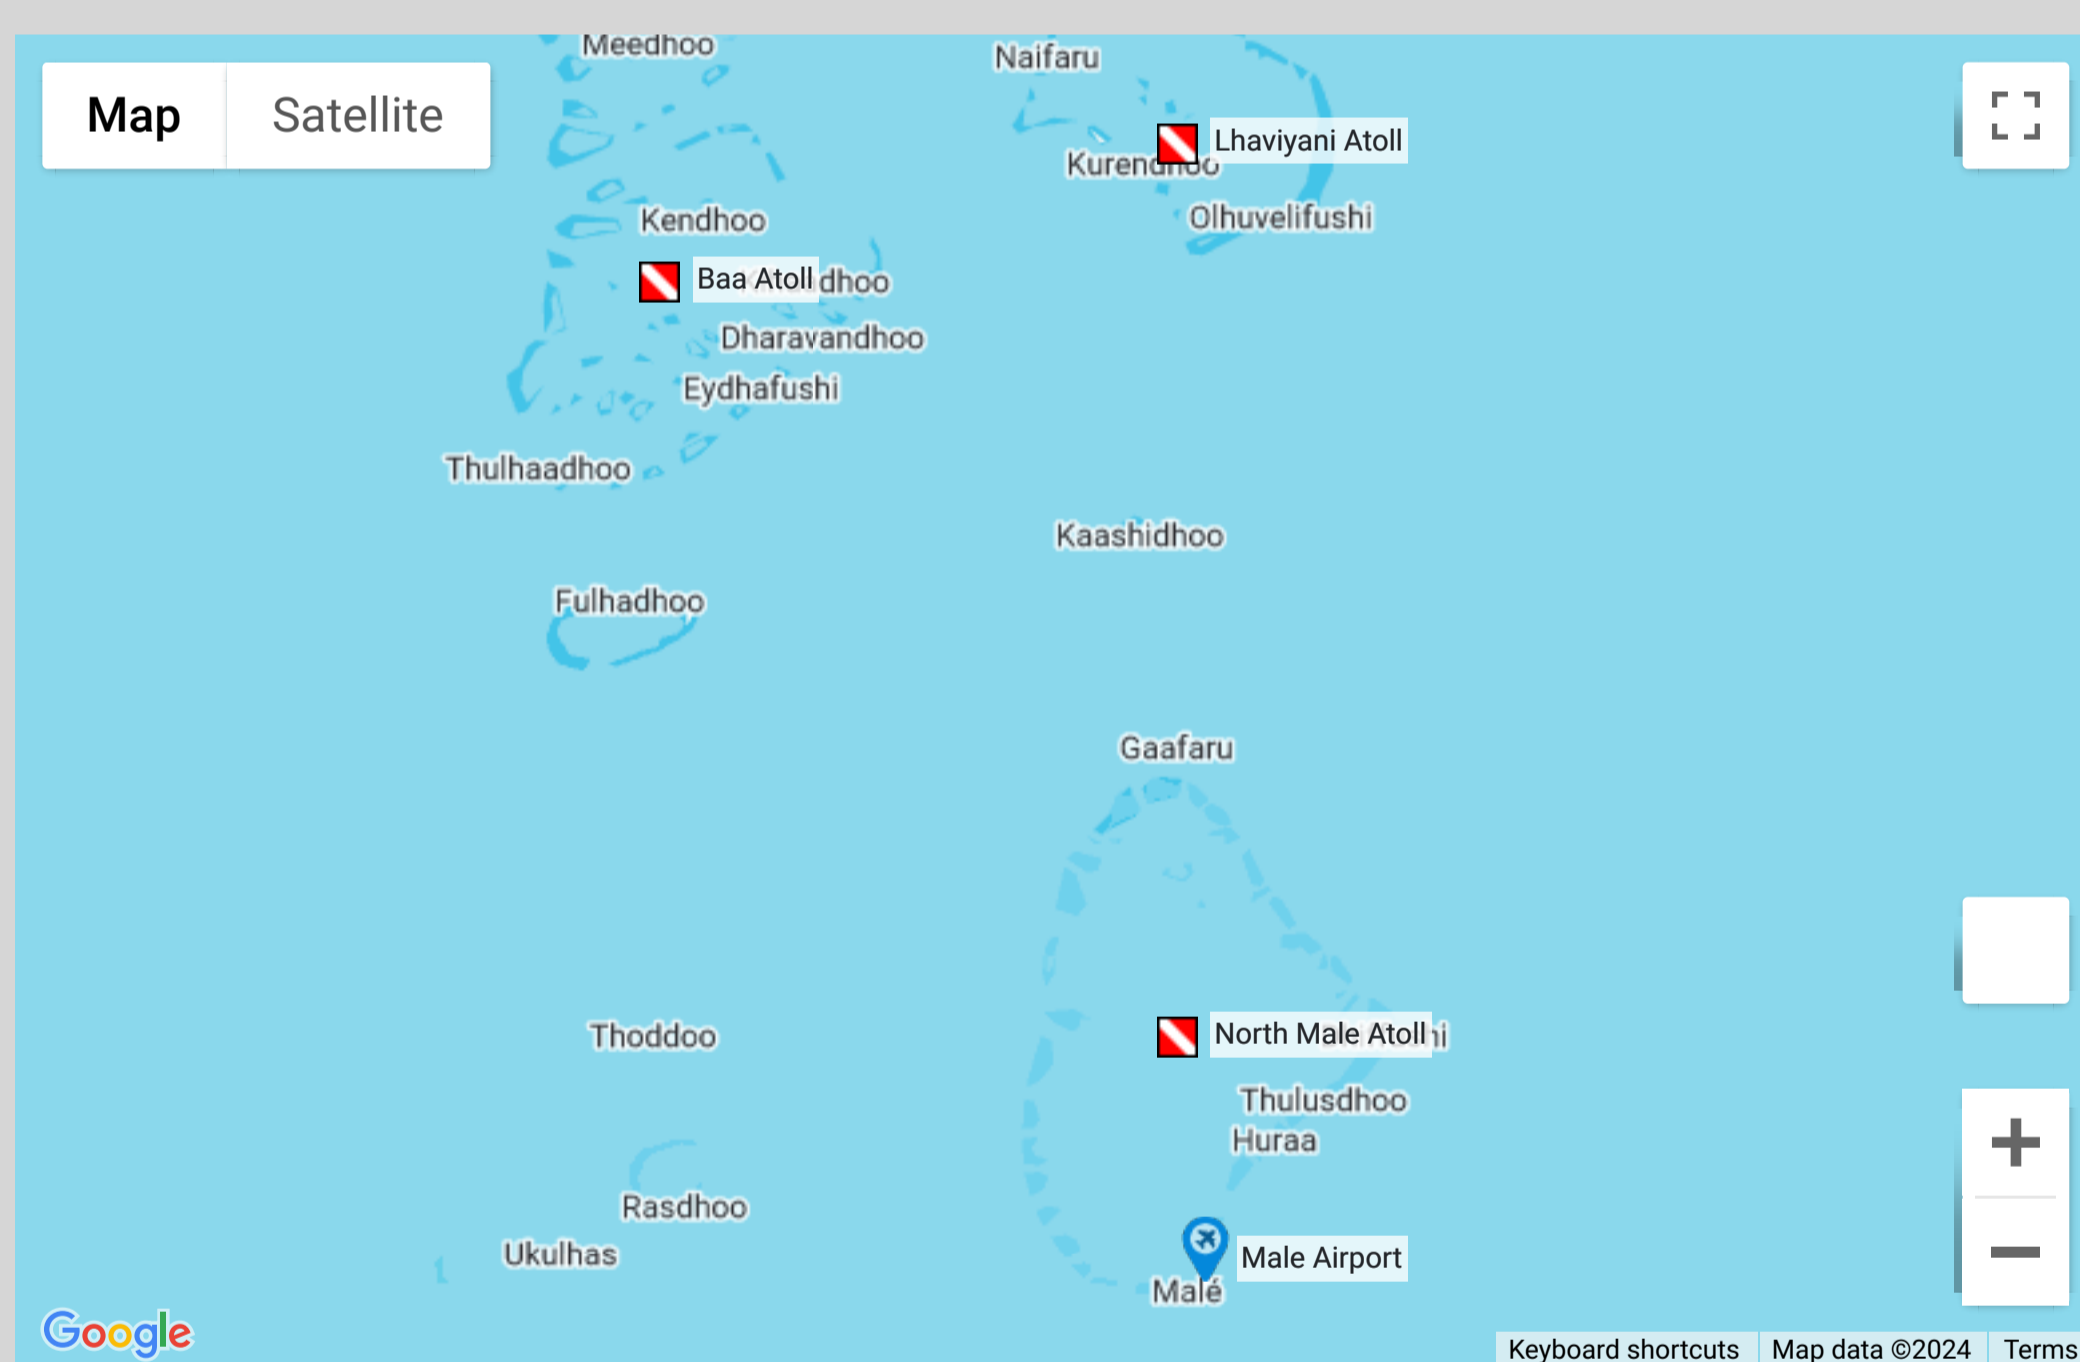 Meedhoo
Naifaru
Map
Satellite
Lhaviyani Atoll
Olhuvelifushi
Kendhoo
Baa Atoll
Dharavandhoo
Eydhafushi
Thulhaadhoo
Kaashidhoo
Fulhadhoo
Gaafaru
Thoddoo
North Male Atoll
Thulusdhoo
Huraa
Rasdhoo
Ukulhas
Male Airport
Malé
Google
Keyboard shortcuts
Map data ©2024
Terms